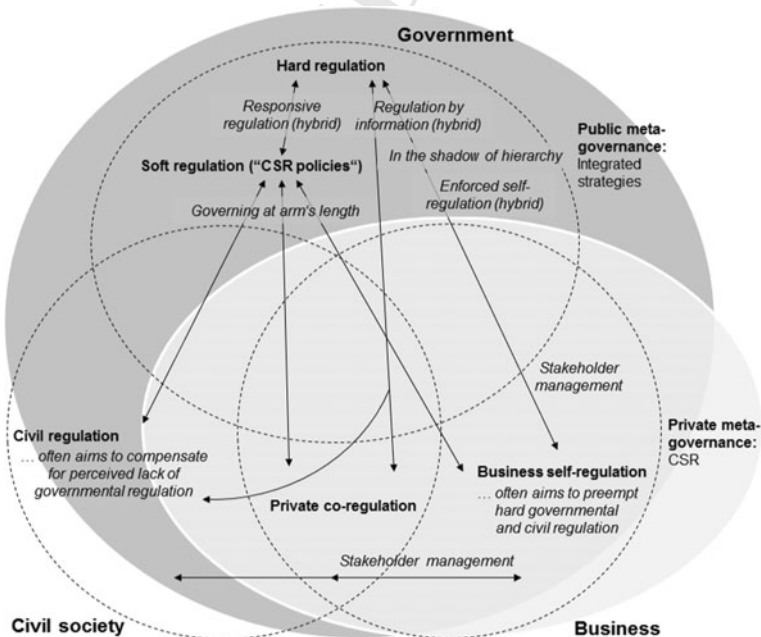 Government
Hard regulation
Responsive
regulation (hybrid)
Regulation by
information (hybrid)
Public meta-
governance:
Integrated
strategies
In the shadow of hierarchy
Soft regulation (“CSR policies“)
Enforced self-
regulation (hybrid)
Governing at arm's length
Stakeholder
management
Private meta-
governance:
CSR
Civil regulation
... often aims to compensate
for perceived lack of
governmental regulation
Business self-regulation
... often aims to preempt
hard governmental
and civil regulation
Private co-regulation
Stakeholder management
Civil society
Business